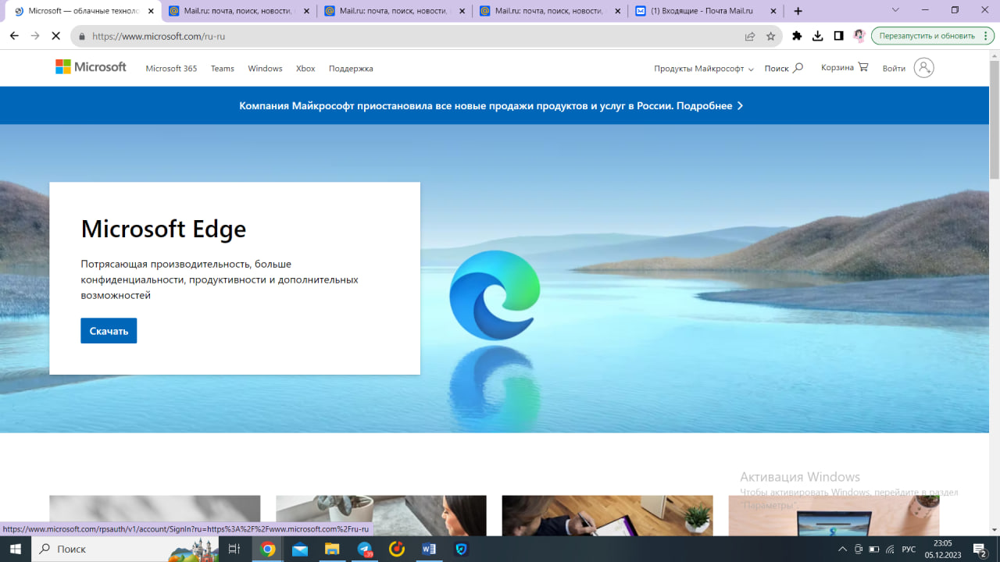 Microsoft — облачные техноло
Mail.ru: почта, поиск, новости,
Mail.ru: почта, поиск, новости,
Mail.ru: почта, поиск, новости,
(1) Входящие - Почта Mail.ru
https://www.microsoft.com/ru-ru
Перезапустить и обновить
Microsoft
Microsoft 365
Teams
Windows
Xbox
Поддержка
Продукты Майкрософт
Поиск
Корзина
Войти
Компания Майкрософт приостановила все новые продажи продуктов и услуг в России. Подробнее
Microsoft Edge
Потрясающая производительность, больше
конфиденциальности, продуктивности и дополнительных
возможностей
Скачать
Активация Windows
Чтобы активировать Windows, перейдите в раздел
"Параметры".
https://www.microsoft.com/rpsauth/v1/account/SignIn?ru=https%3A%2F%2Fwww.microsoft.com%2Fru-ru
Поиск
РУС
23:05
05.12.2023
2